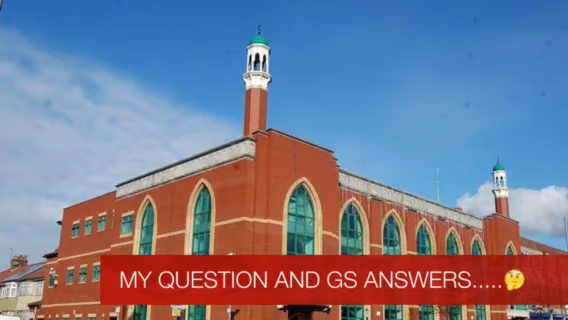 MY QUESTION AND GS ANSWERS.....🤔